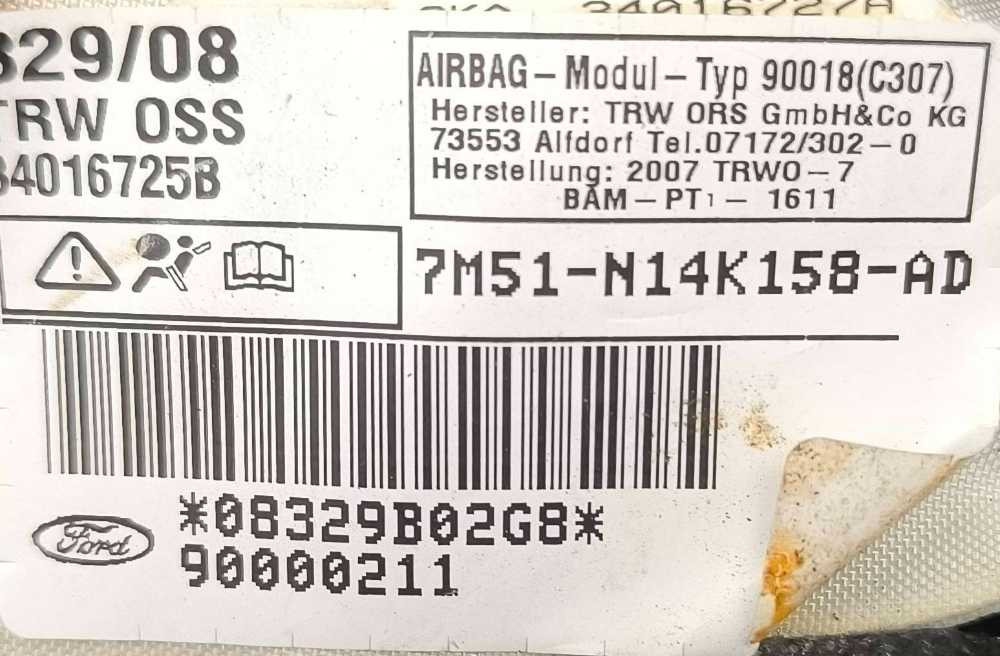 34016727A
329/08
TRW OSS
34016725B
AIRBAG-Modul-Typ 90018(C307)
Hersteller: TRW ORS GmbH&Co KG
73553 Alfdorf Tel.07172/302-0
Herstellung: 2007 TRWO-7
BAM-PT1-1611
7M51-N14K158-AD
*08329B02G8*
Ford
90000211